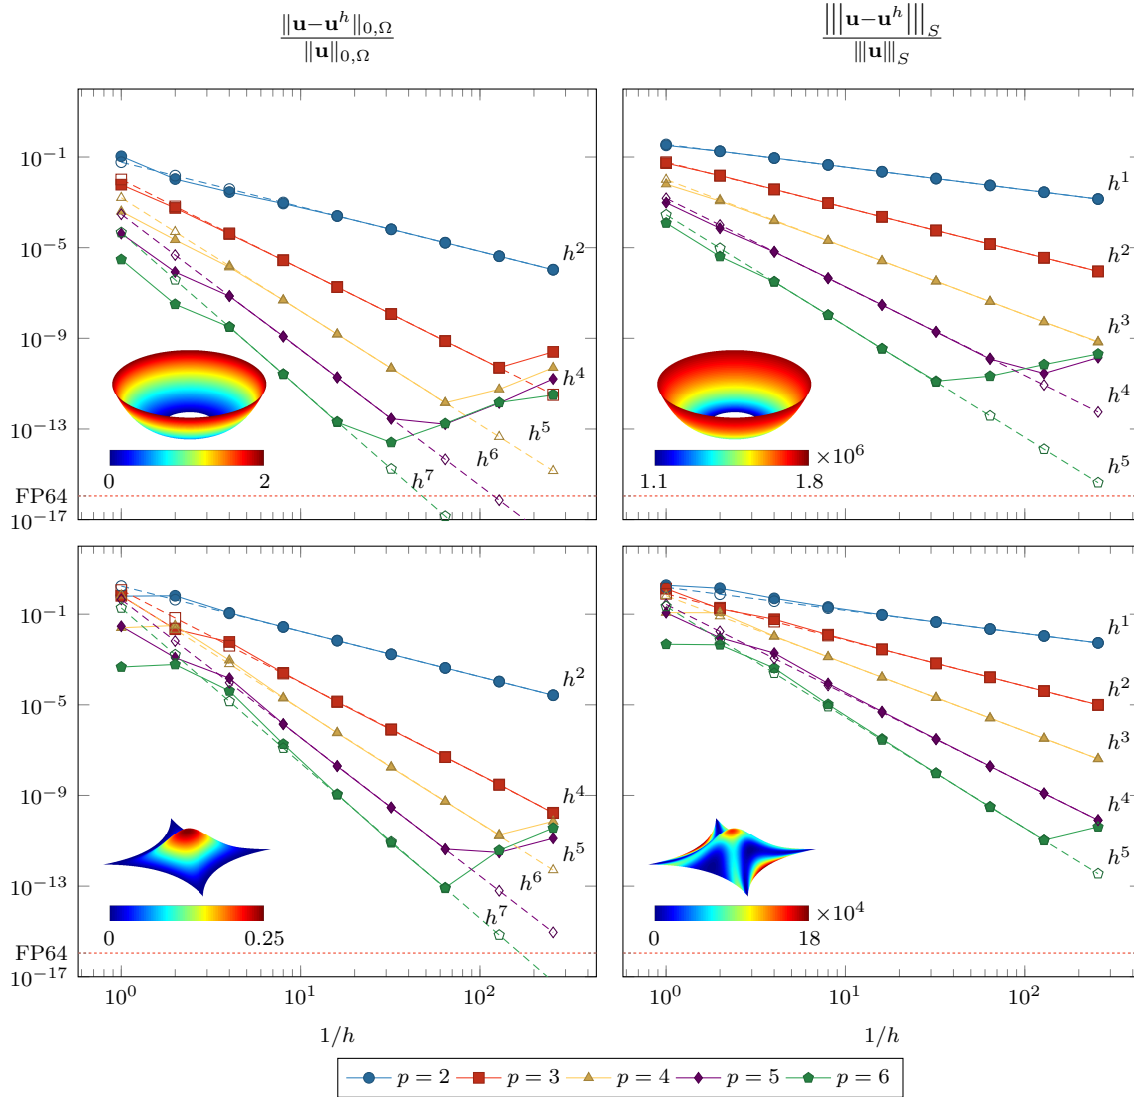 ‖u−u^h‖_{0,Ω} / ‖u‖_{0,Ω}
|||u−u^h|||_S / |||u|||_S
10^{-1}
10^{-5}
10^{-9}
10^{-13}
FP64
10^{-17}
h^2
h^4
h^5
h^6
h^7
0 2
h^1
h^2
h^3
h^4
h^5
1.1 1.8 ×10^6
10^{-1}
10^{-5}
10^{-9}
10^{-13}
FP64
10^{-17}
h^2
h^4
h^5
h^6
h^7
0 0.25
h^1
h^2
h^3
h^4
h^5
0 18 ×10^4
10^0 10^1 10^2
10^0 10^1 10^2
1/h
1/h
p = 2 p = 3 p = 4 p = 5 p = 6